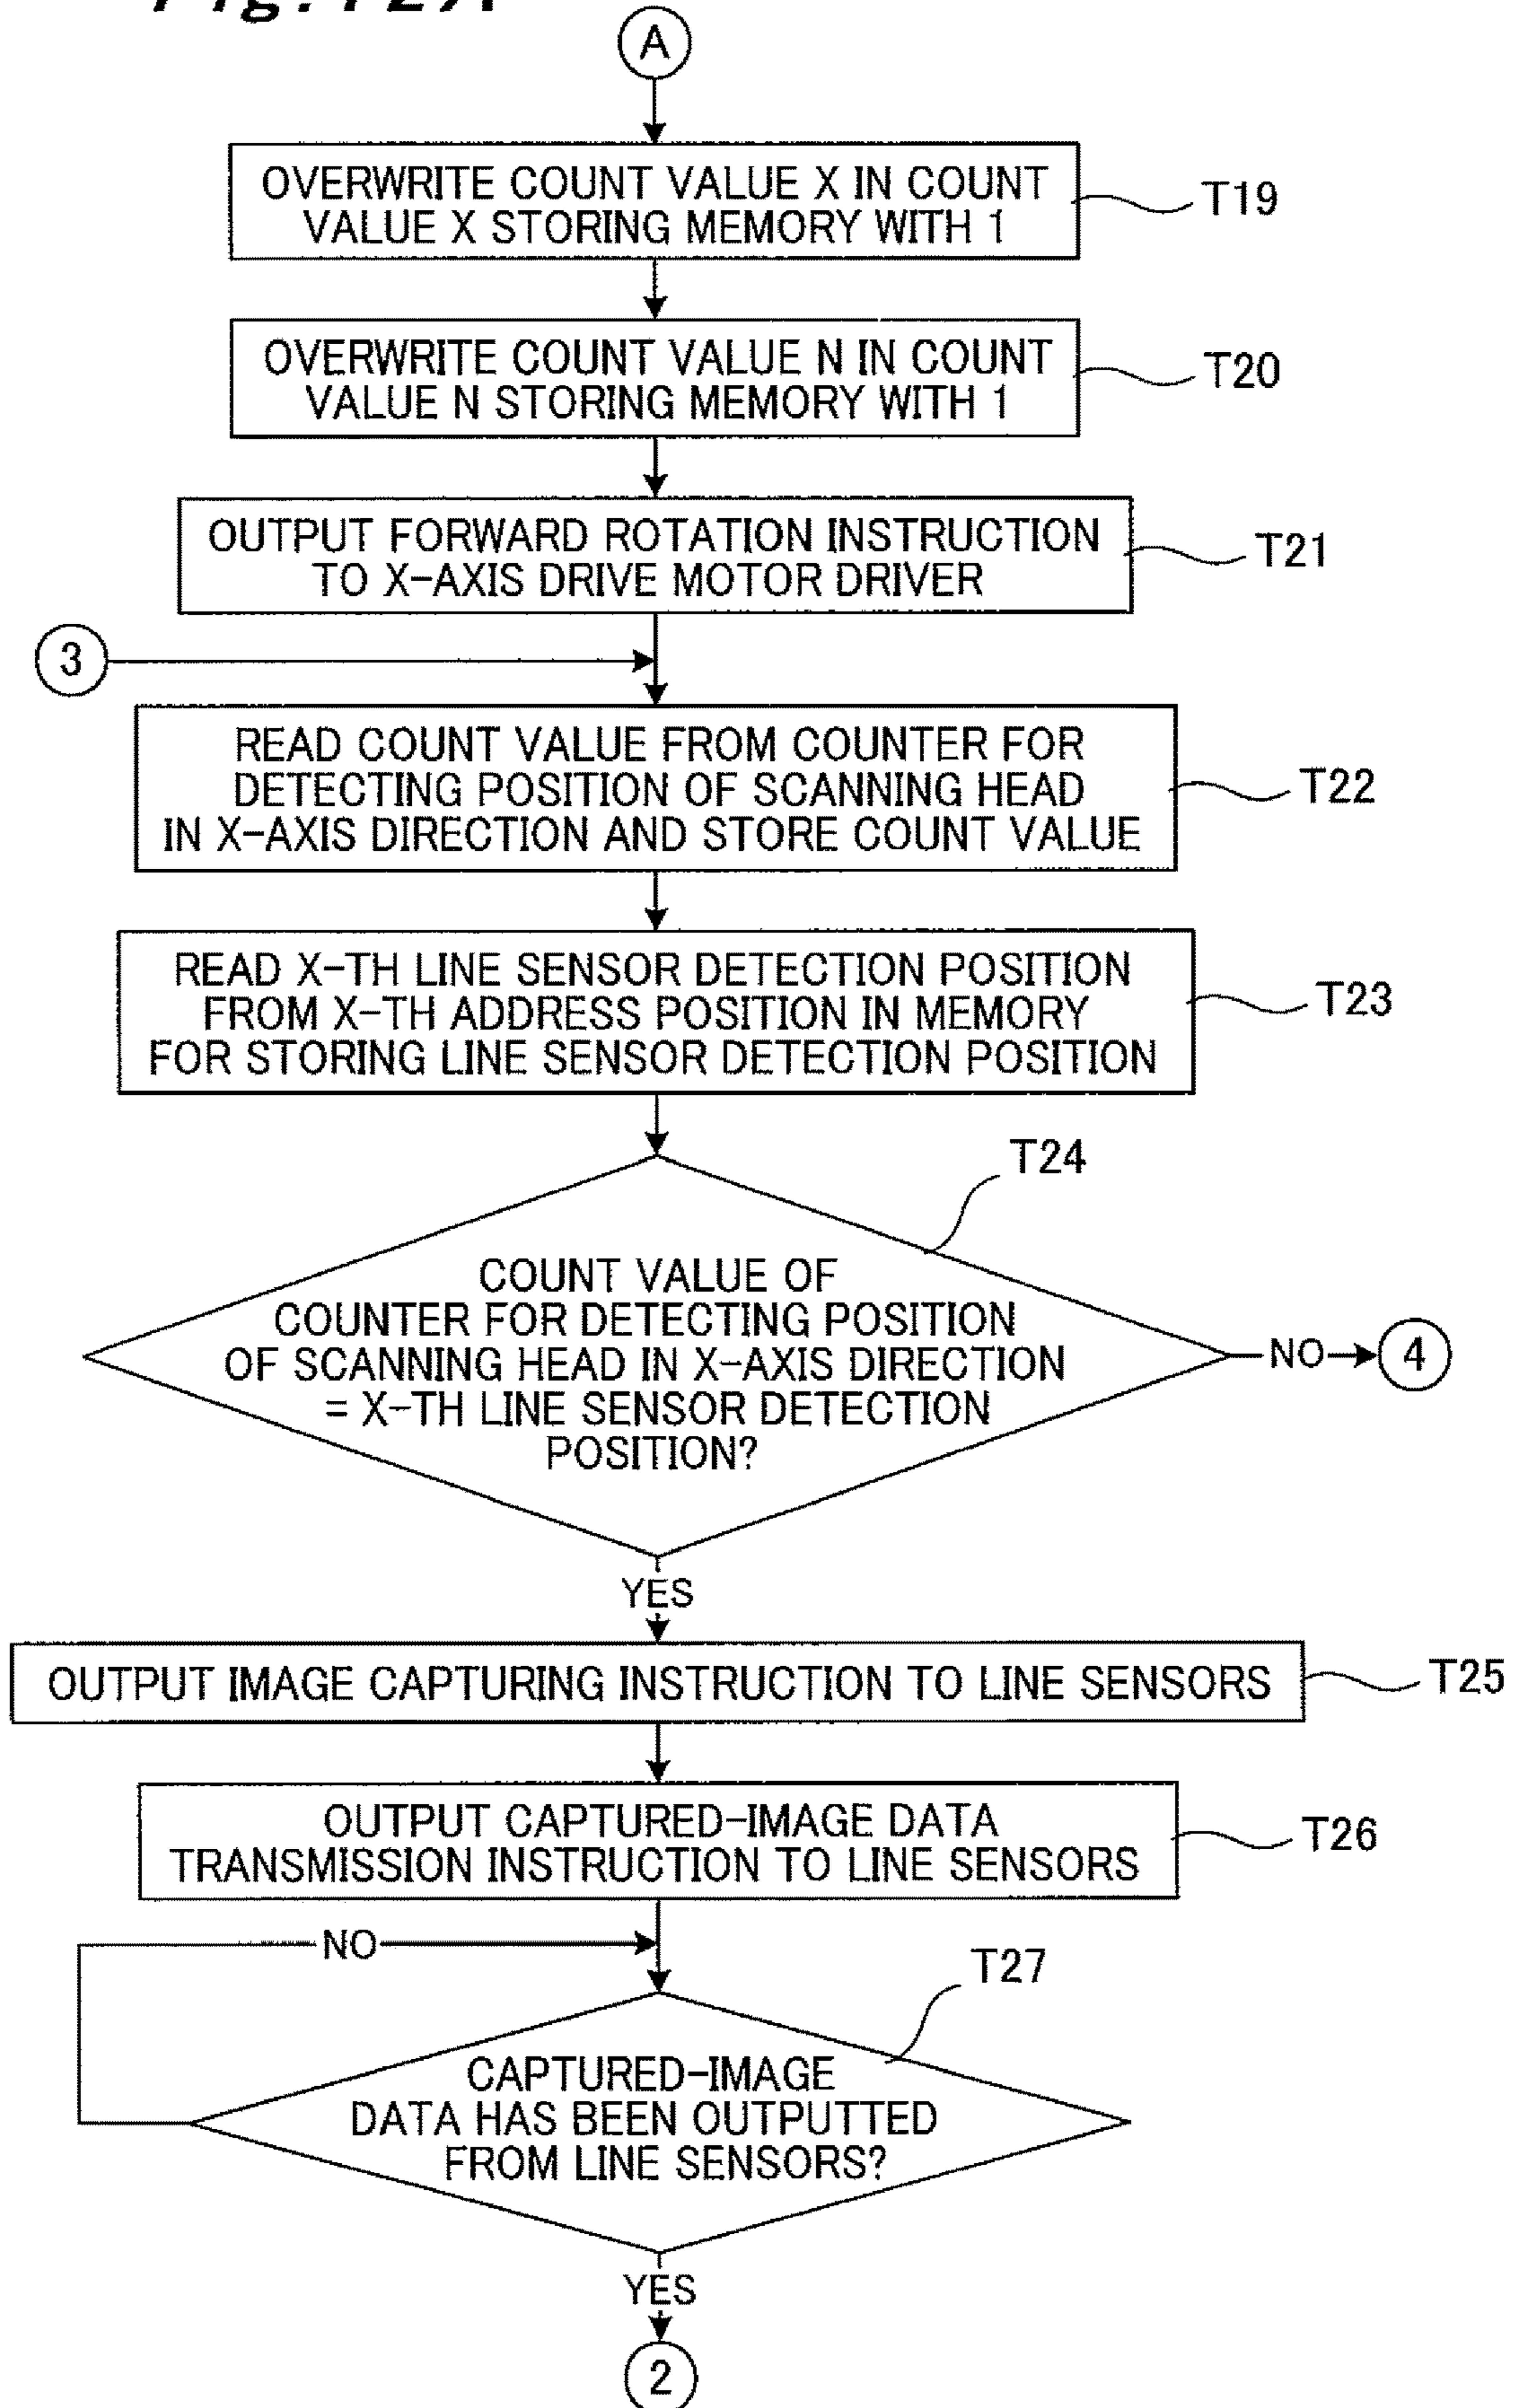 A
OVERWRITE COUNT VALUE X IN COUNT
VALUE X STORING MEMORY WITH 1
T19
OVERWRITE COUNT VALUE N IN COUNT
VALUE N STORING MEMORY WITH 1
T20
OUTPUT FORWARD ROTATION INSTRUCTION
TO X-AXIS DRIVE MOTOR DRIVER
T21
3
READ COUNT VALUE FROM COUNTER FOR
DETECTING POSITION OF SCANNING HEAD
IN X-AXIS DIRECTION AND STORE COUNT VALUE
T22
READ X-TH LINE SENSOR DETECTION POSITION
FROM X-TH ADDRESS POSITION IN MEMORY
FOR STORING LINE SENSOR DETECTION POSITION
T23
T24
COUNT VALUE OF
COUNTER FOR DETECTING POSITION
OF SCANNING HEAD IN X-AXIS DIRECTION
= X-TH LINE SENSOR DETECTION
POSITION?
NO
4
YES
OUTPUT IMAGE CAPTURING INSTRUCTION TO LINE SENSORS
T25
OUTPUT CAPTURED-IMAGE DATA
TRANSMISSION INSTRUCTION TO LINE SENSORS
T26
NO
T27
CAPTURED-IMAGE
DATA HAS BEEN OUTPUTTED
FROM LINE SENSORS?
YES
2